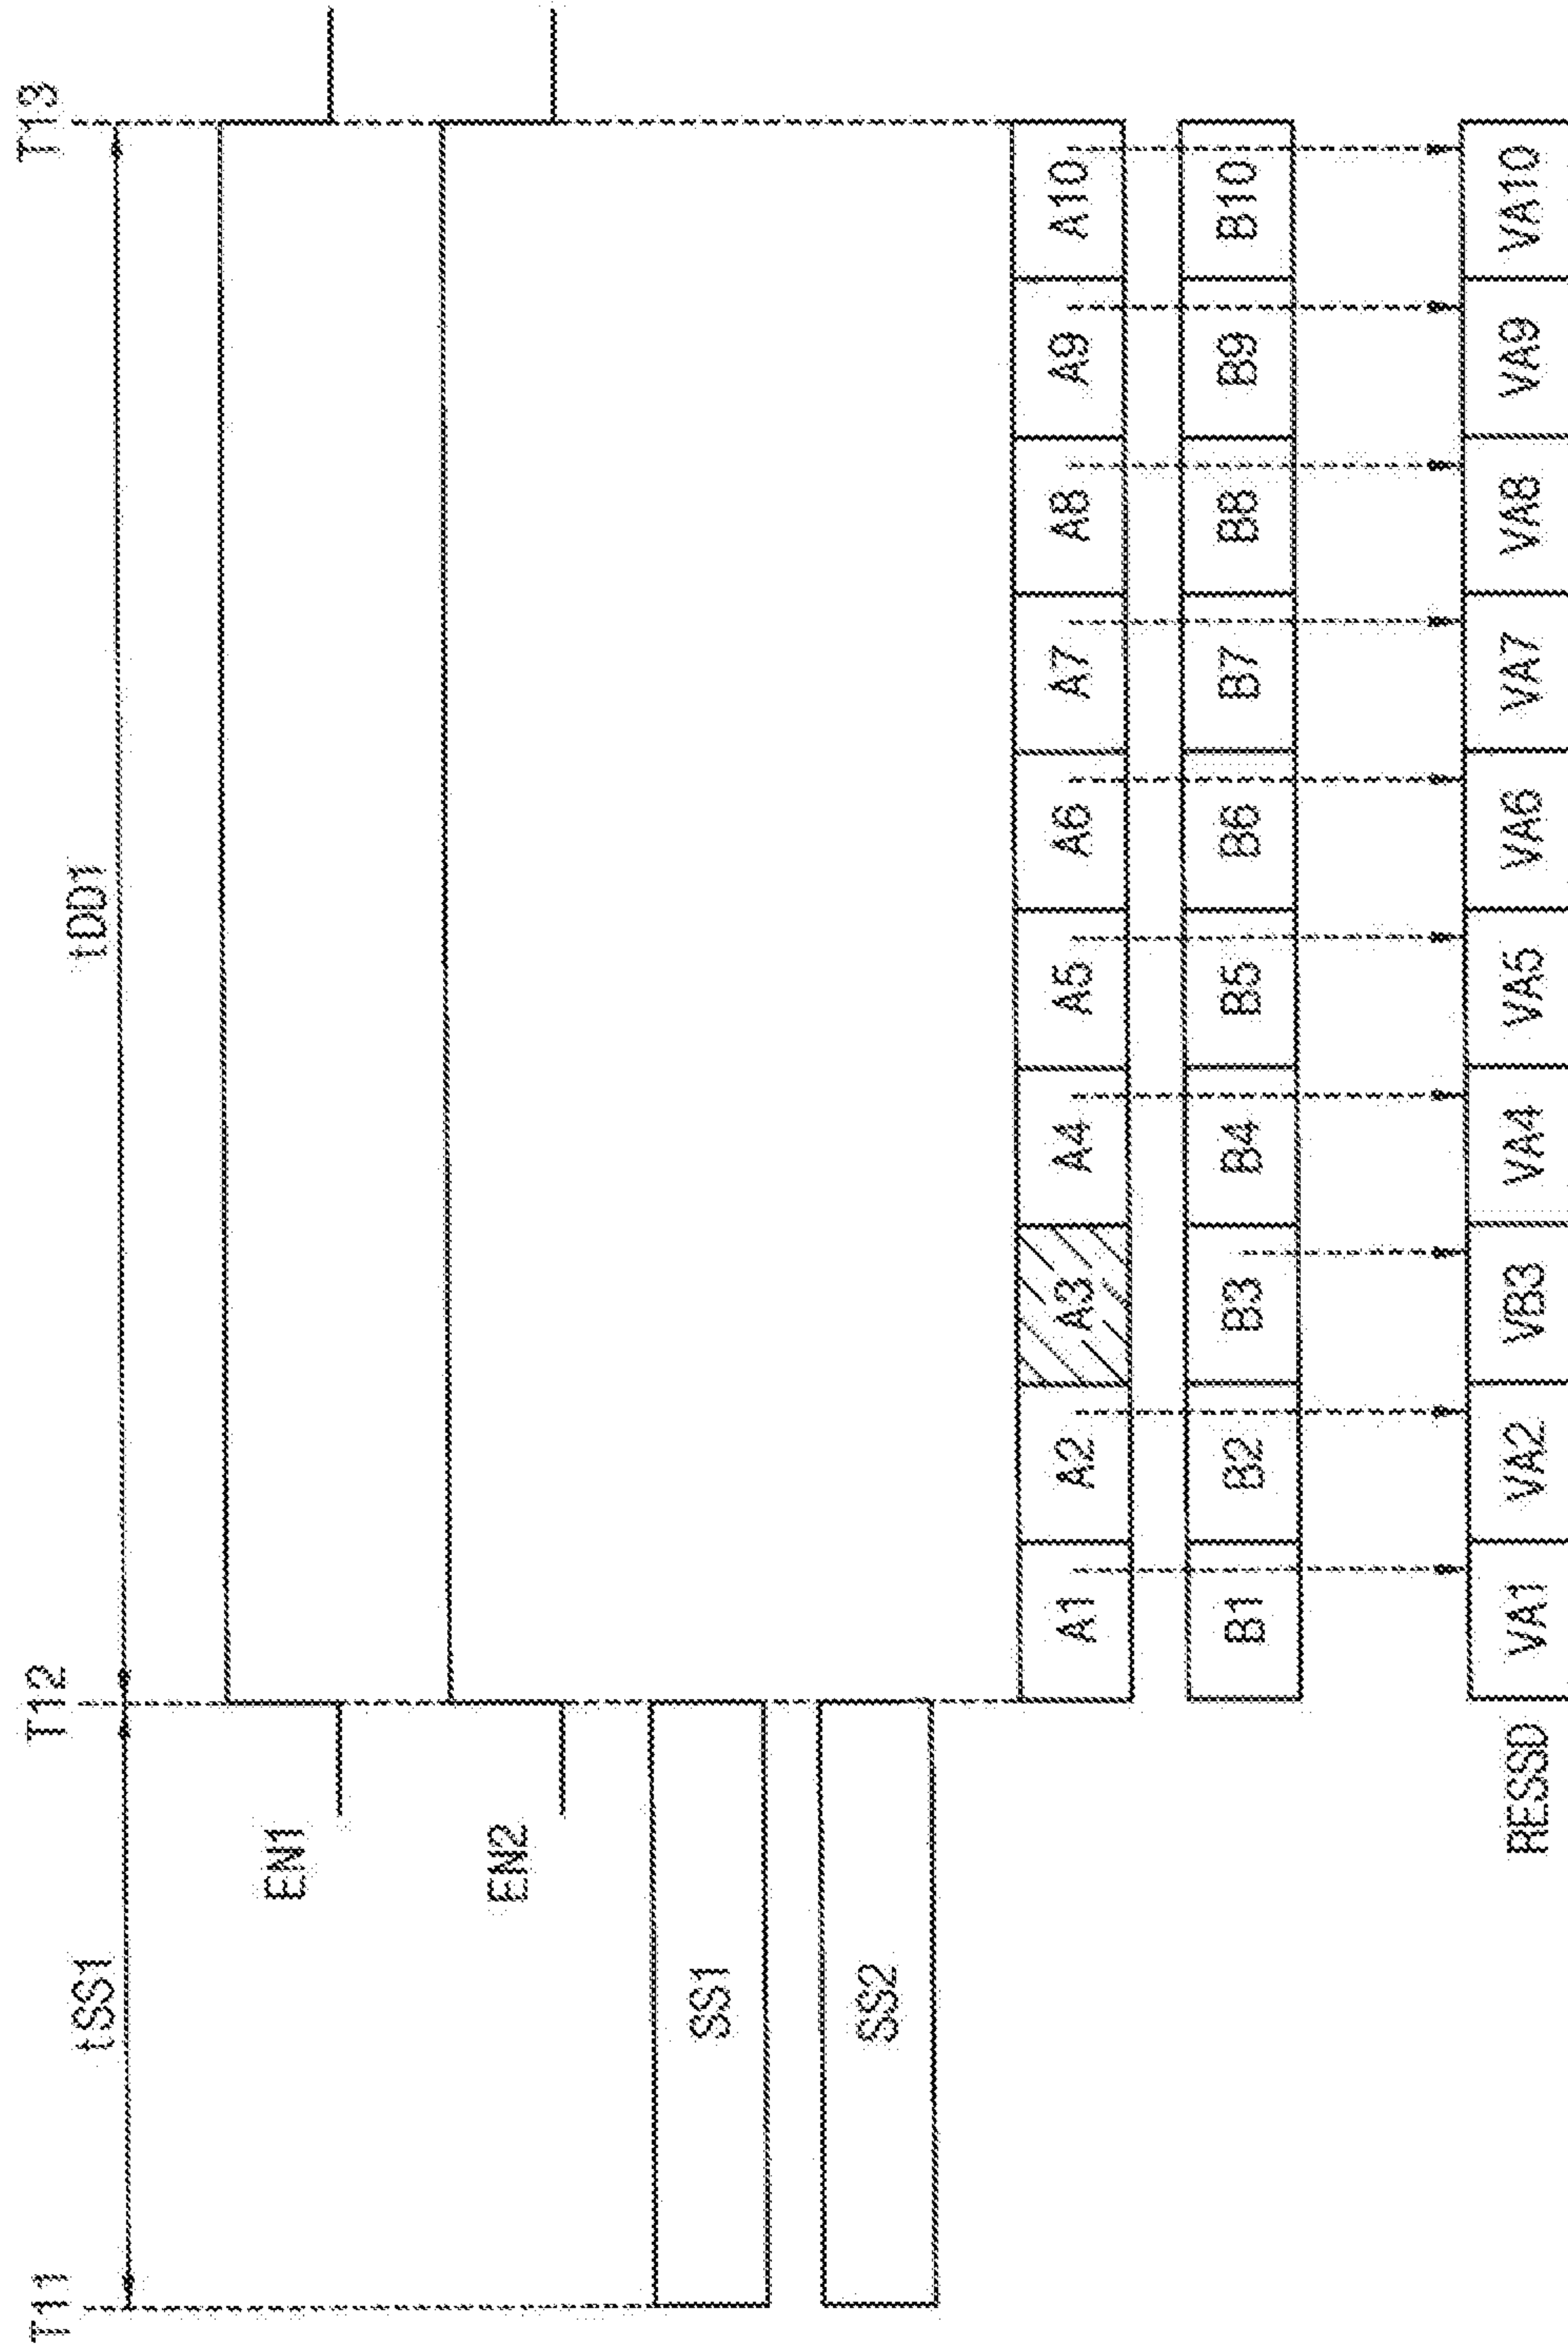 T11 T12 T13
tSS1 tDD1
EN1
EN2
SS1
SS2
A1 A2 A3 A4 A5 A6 A7 A8 A9 A10
B1 B2 B3 B4 B5 B6 B7 B8 B9 B10
RESSD VA1 VA2 VB3 VA4 VA5 VA6 VA7 VA8 VA9 VA10